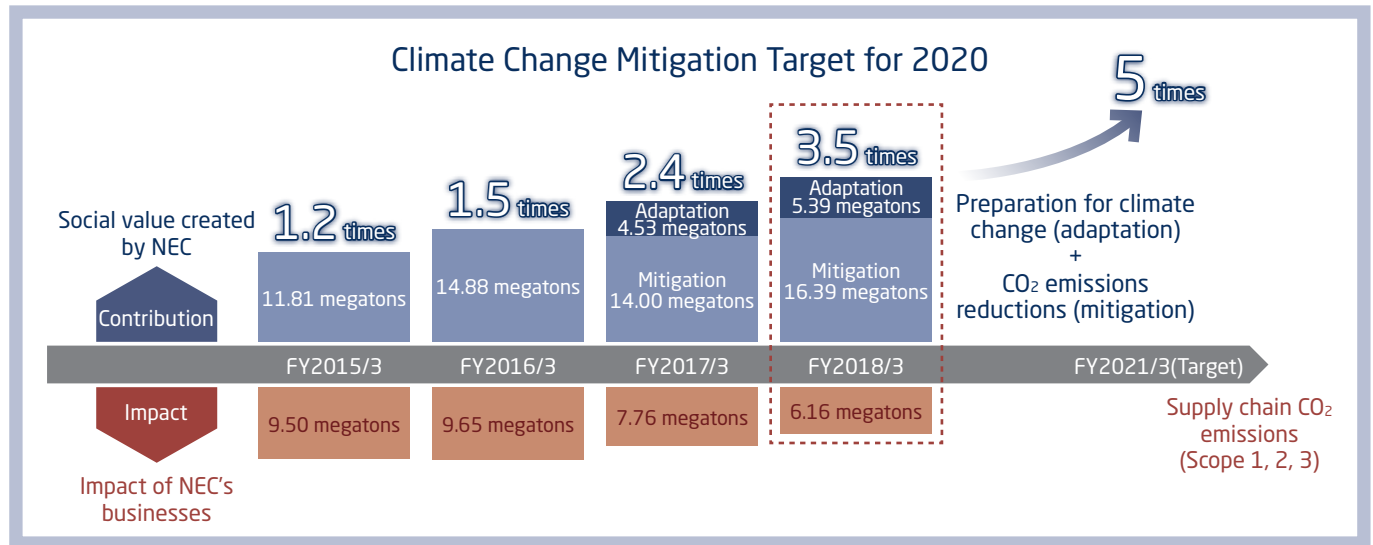 Climate Change Mitigation Target for 2020
5 times
3.5 times
2.4 times
1.5 times
1.2 times
Social value created
by NEC
Contribution
11.81 megatons
14.88 megatons
Adaptation
4.53 megatons
Mitigation
14.00 megatons
Adaptation
5.39 megatons
Mitigation
16.39 megatons
Preparation for climate
change (adaptation)
+
CO₂ emissions
reductions (mitigation)
FY2015/3
FY2016/3
FY2017/3
FY2018/3
FY2021/3(Target)
Impact
9.50 megatons
9.65 megatons
7.76 megatons
6.16 megatons
Impact of NEC's
businesses
Supply chain CO₂
emissions
(Scope 1, 2, 3)